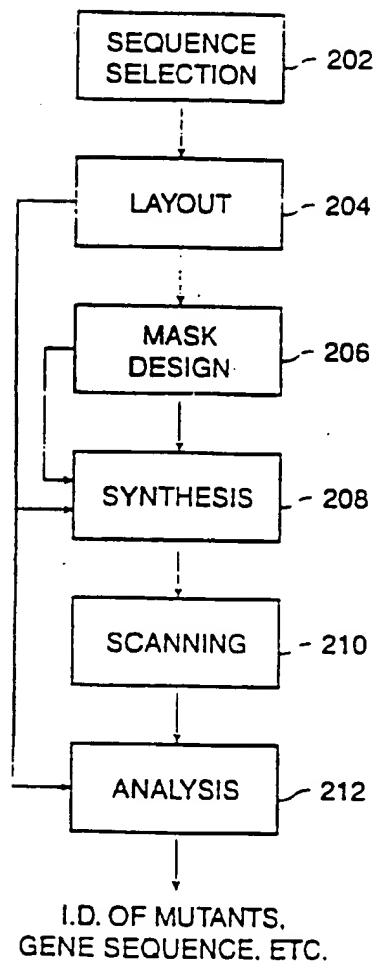 SEQUENCE
SELECTION
202
LAYOUT
204
MASK
DESIGN
206
SYNTHESIS
208
SCANNING
210
ANALYSIS
212
I.D. OF MUTANTS,
GENE SEQUENCE, ETC.